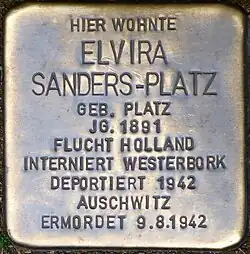 HIER WOHNTE
ELVIRA
SANDERS-PLATZ
GEB. PLATZ
JG. 1891
FLUCHT HOLLAND
INTERNIERT WESTERBORK
DEPORTIERT 1942
AUSCHWITZ
ERMORDET 9.8.1942